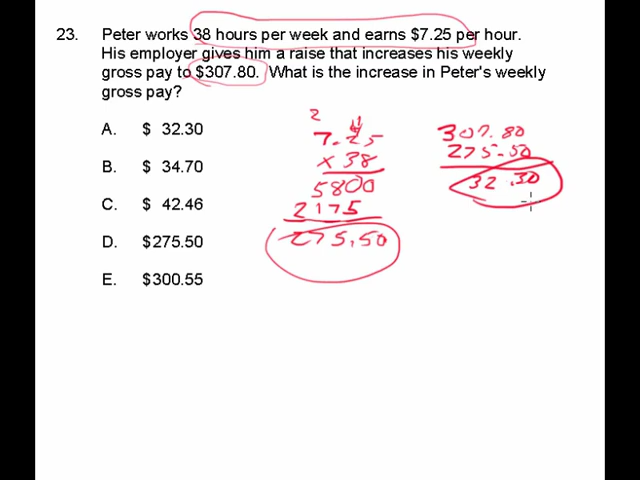 23. Peter works 38 hours per week and earns $7.25 per hour.
His employer gives him a raise that increases his weekly
gross pay to $307.80. What is the increase in Peter's weekly
gross pay?
A. $ 32.30
B. $ 34.70
C. $ 42.46
D. $275.50
E. $300.55
2
7.25
x 38
5800
2175
275.50
307.80
275.50
32.30